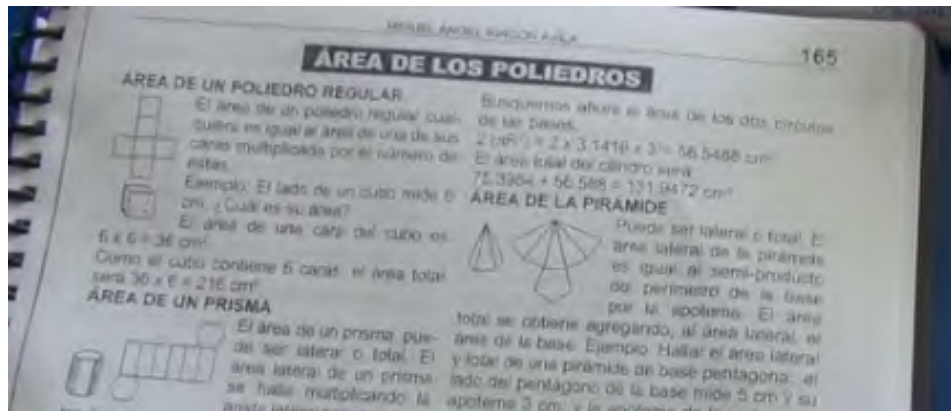 MIGUEL ÁNGEL RINCÓN ÁVILA
165
ÁREA DE LOS POLIEDROS
ÁREA DE UN POLIEDRO REGULAR
El área de un poliedro regular cual-
quiera es igual al área de una de sus
caras multiplicada por el número de
éstas.
Ejemplo: El lado de un cubo mide 6
cm. ¿Cuál es su área?
El área de una cara del cubo es
6 x 6 = 36 cm²
Como el cubo contiene 6 caras, el área total
será 36 x 6 = 216 cm²
ÁREA DE UN PRISMA
El área de un prisma pue-
de ser lateral o total. El
área lateral de un prisma
se halla multiplicando la
Busquemos ahora el área de los dos círculos
de las bases.
2 x 3.1416 x 3² = 56.5488 cm²
El área total del cilindro será
75.3984 + 56.588 = 131.9472 cm²
ÁREA DE LA PIRÁMIDE
Puede ser lateral o total. El
área lateral de la pirámide
es igual al semi-producto
del perímetro de la base
por la apotema. El área
total se obtiene agregando, al área lateral, el
área de la base. Ejemplo: Hallar el área lateral
y total de una pirámide de base pentagonal; el
lado del pentágono de la base mide 5 cm y su
apotema 3 cm. y la apotema de la